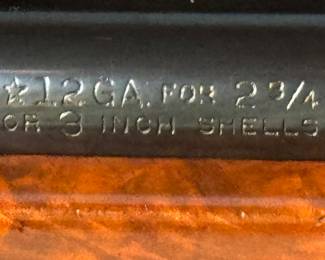 ☆12GA. FOR 2 3/4
OR 3 INCH SHELLS